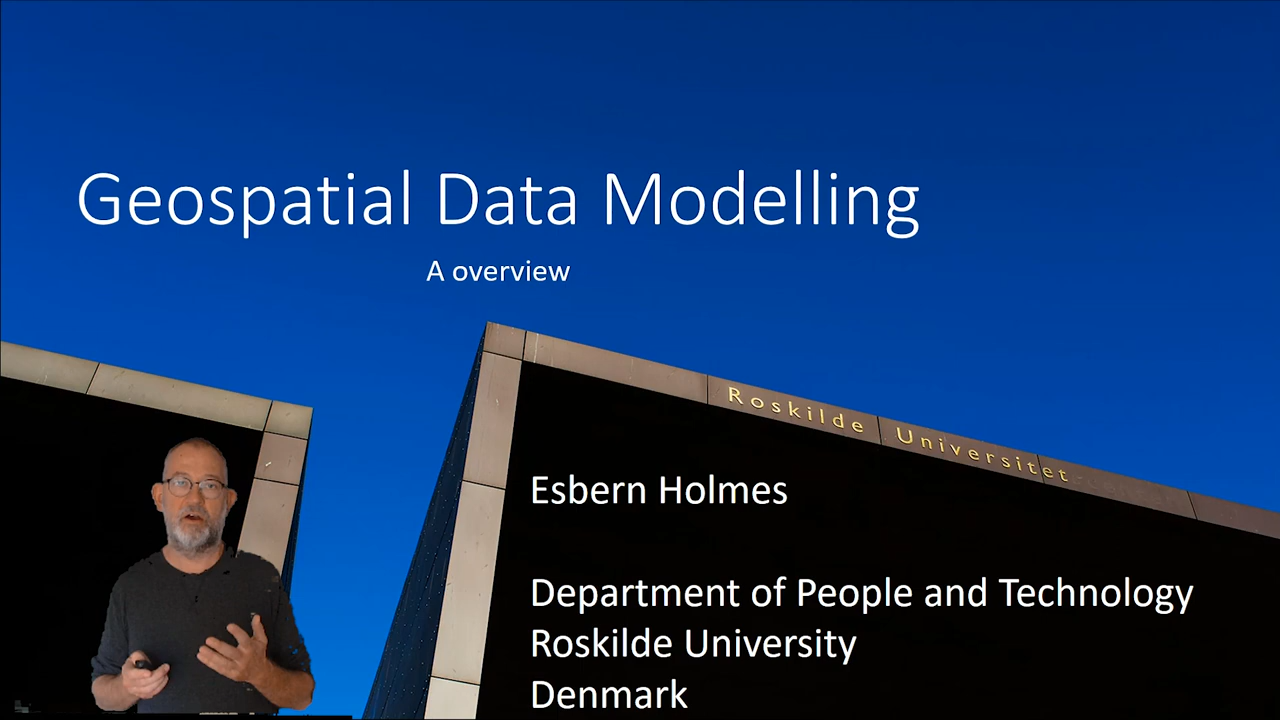 Geospatial Data Modelling
A overview
Roskilde Universitet
Esbern Holmes
Department of People and Technology
Roskilde University
Denmark